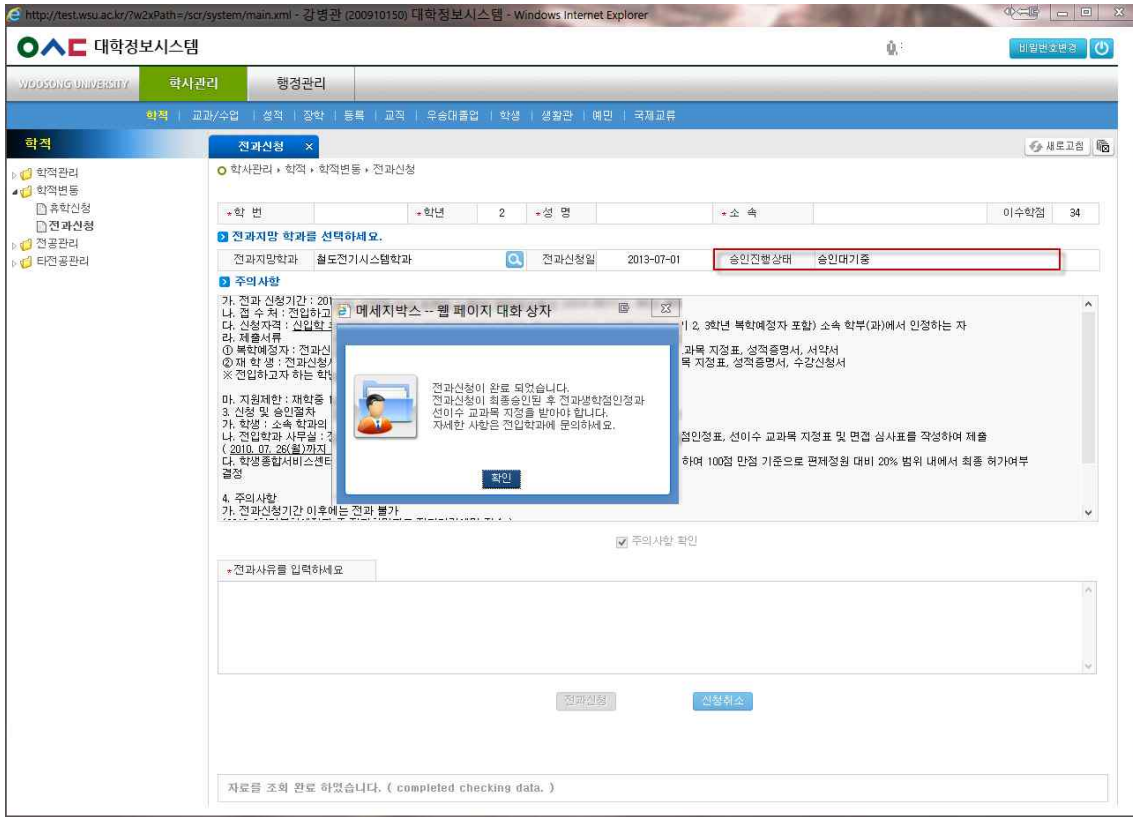 http://test.wsu.ac.kr/?w2xPath=/scr/system/main.xml - 강병관 (200910150) 대학정보시스템 - Windows Internet Explorer
대학정보시스템
비밀번호변경
WOOSONG UNIVERSITY 학사관리 행정관리
학적 | 교과/수업 | 성적 | 장학 | 등록 | 교직 | 우송대졸업 | 학생 | 생활관 | 예민 | 국제교류
학적
전과신청 ×
새로고침
학적관리
학적변동
휴학신청
전과신청
전공관리
타전공관리
학사관리 › 학적 › 학적변동 › 전과신청
*학 번 *학년 2 *성 명 *소 속 이수학점 34
전과지망 학과를 선택하세요.
전과지망학과 철도전기시스템학과 전과신청일 2013-07-01 승인진행상태 승인대기중
주의사항
가. 전과 신청기간 : 201
나. 접 수 처 : 전입하고
다. 신청자격 : 신입학 기 2, 3학년 복학예정자 포함) 소속 학부(과)에서 인정하는 자
라. 제출서류
① 복학예정자 : 전과신 과목 지정표, 성적증명서, 서약서
② 재 학 생 : 전과신청 목 지정표, 성적증명서, 수강신청서
※ 전입하고자 하는 학
마. 지원제한 : 재학중 1
3. 신청 및 승인절차
가. 학생 : 소속 학과의
나. 전입학과 사무실 : 점인정표, 선이수 교과목 지정표 및 면접 심사표를 작성하여 제출
( 2010. 07. 26(월)까지
다. 학생종합서비스센터 하여 100점 만점 기준으로 편제정원 대비 20% 범위 내에서 최종 허가여부
결정
4. 주의사항
가. 전과신청기간 이후에는 전과 불가
메세지박스 -- 웹 페이지 대화 상자
전과신청이 완료 되었습니다.
전과신청이 최종승인된 후 전과생학점인정과
선이수 교과목 지정을 받아야 합니다.
자세한 사항은 전입학과에 문의하세요.
확인
주의사항 확인
*전과사유를 입력하세요
전과신청 신청취소
자료를 조회 완료 하였습니다. ( completed checking data. )